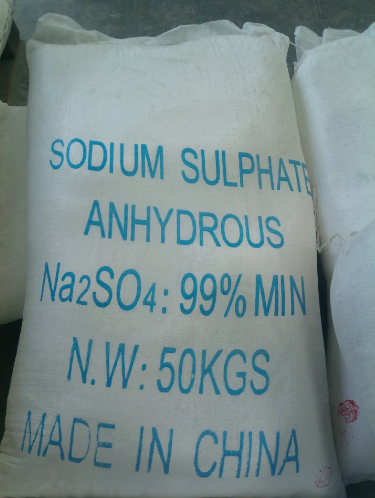 SODIUM SULPHATE
ANHYDROUS
Na2SO4: 99% MIN
N.W: 50KGS
MADE IN CHINA